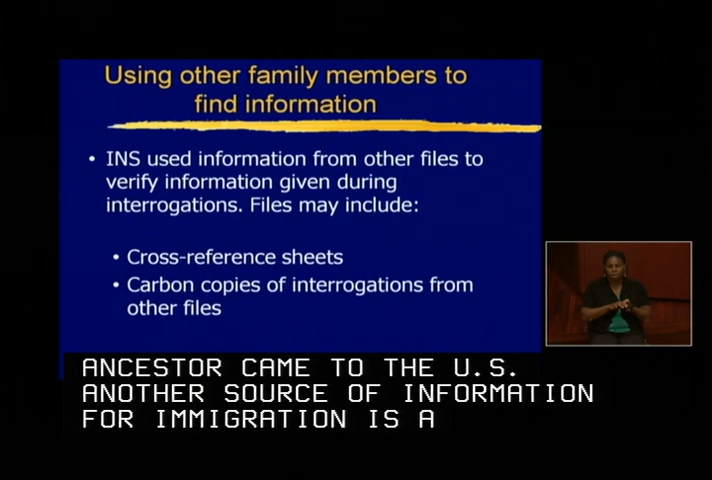 Using other family members to
find information
• INS used information from other files to
verify information given during
interrogations. Files may include:
• Cross-reference sheets
• Carbon copies of interrogations from
other files
ANCESTOR CAME TO THE U.S.
ANOTHER SOURCE OF INFORMATION
FOR IMMIGRATION IS A